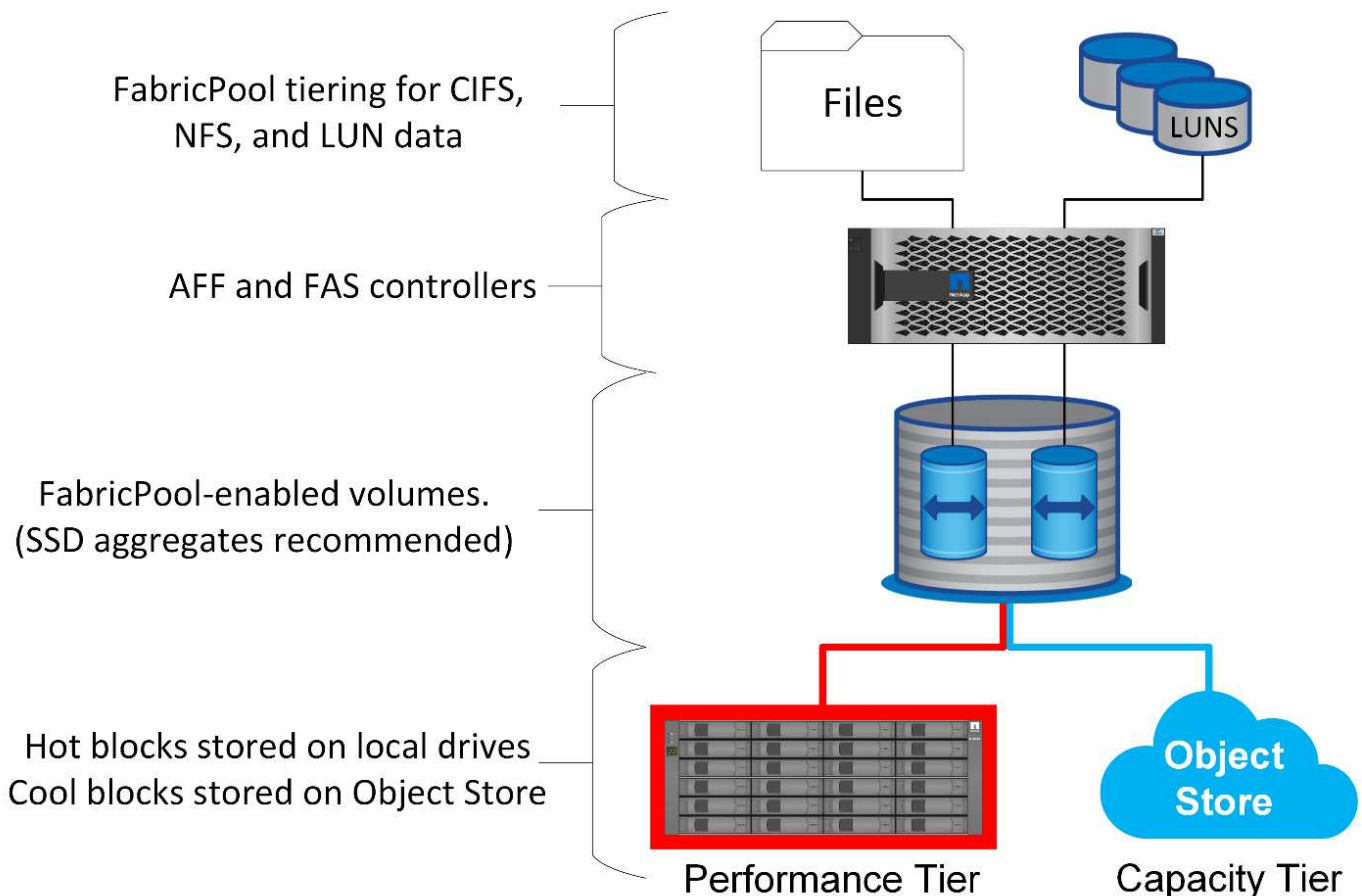 FabricPool tiering for CIFS,
NFS, and LUN data
Files
LUNS
AFF and FAS controllers
NetApp
FabricPool-enabled volumes.
(SSD aggregates recommended)
Hot blocks stored on local drives
Cool blocks stored on Object Store
Object
Store
Performance Tier
Capacity Tier